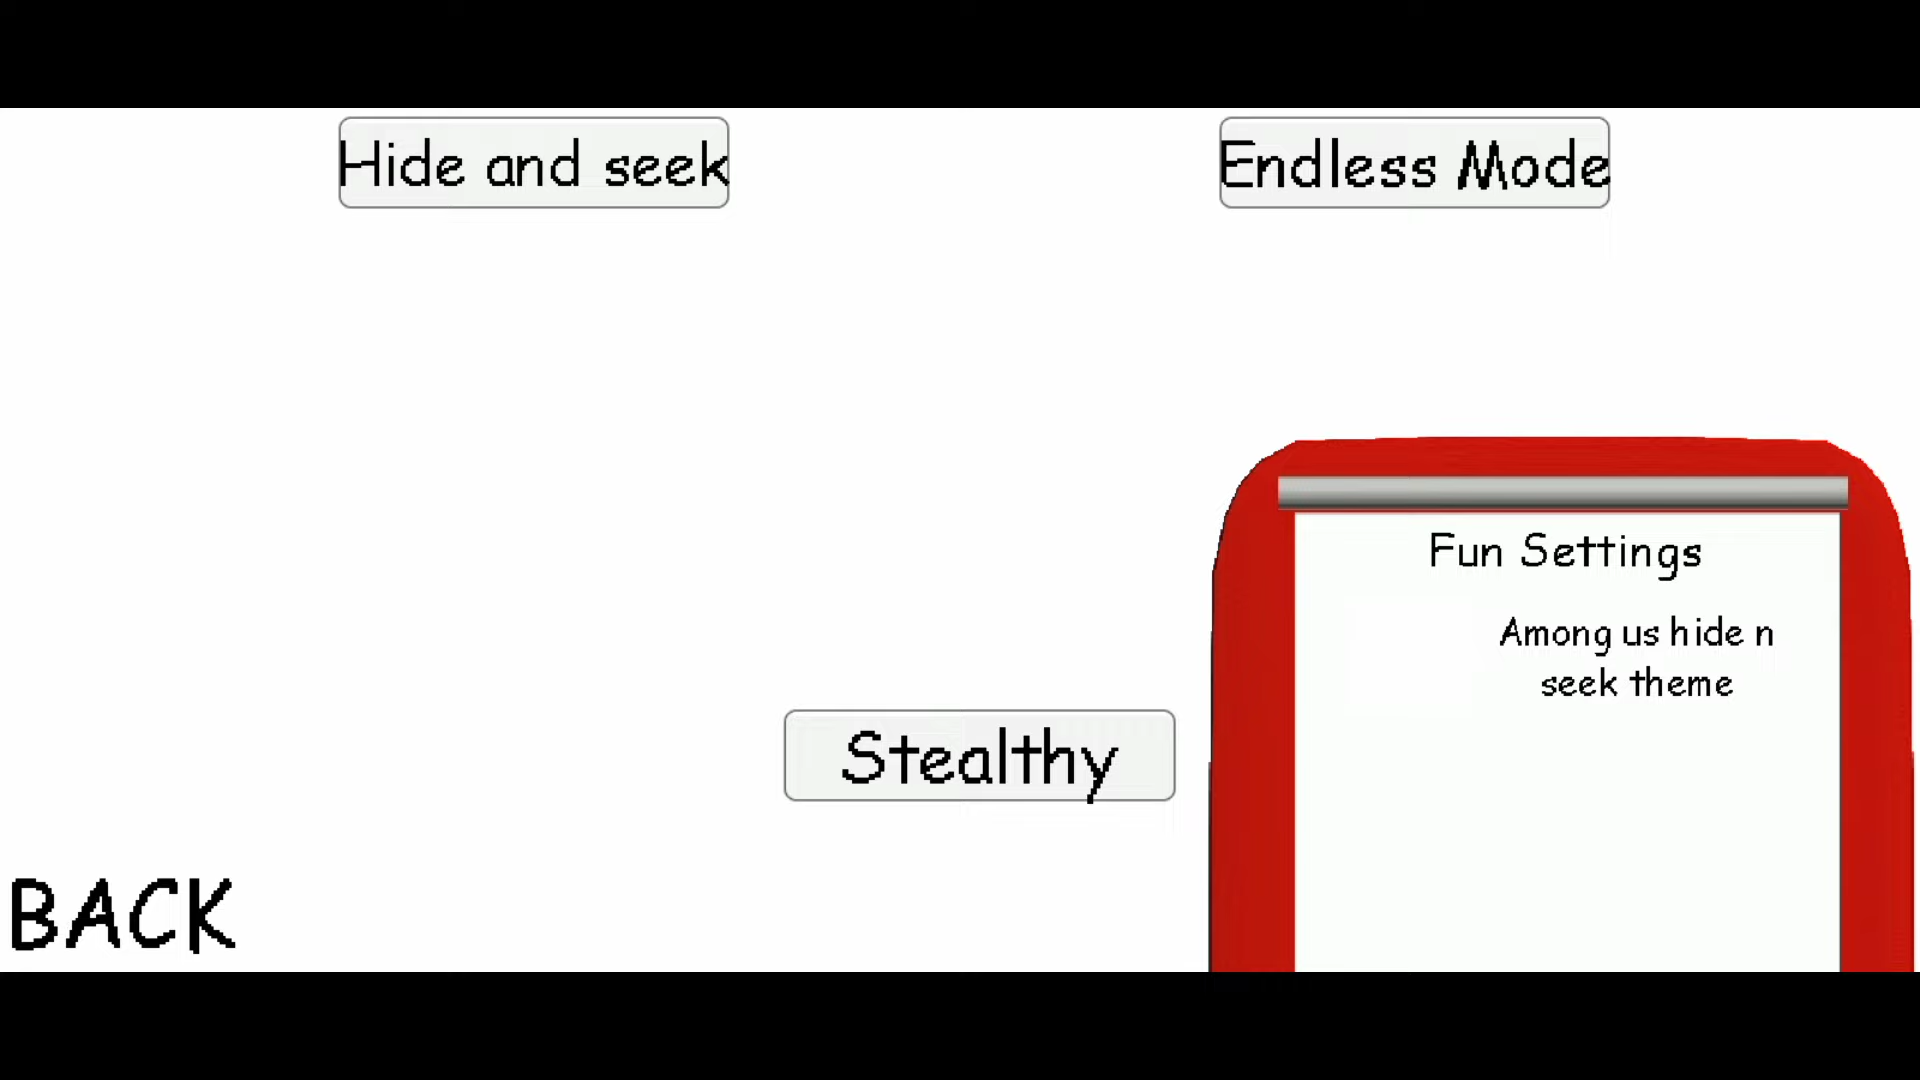 Hide and seek
Endless Mode
Fun Settings
Among us hide n
seek theme
Stealthy
BACK